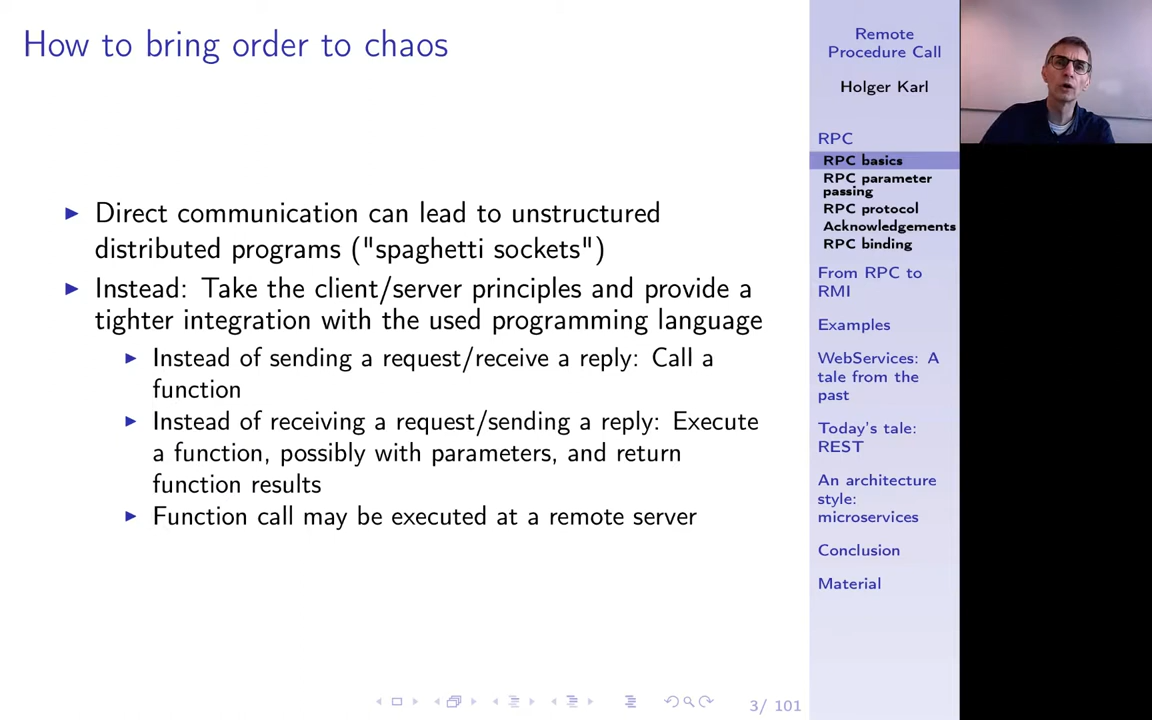 How to bring order to chaos
Direct communication can lead to unstructured
distributed programs ("spaghetti sockets")
Instead: Take the client/server principles and provide a
tighter integration with the used programming language
Instead of sending a request/receive a reply: Call a
function
Instead of receiving a request/sending a reply: Execute
a function, possibly with parameters, and return
function results
Function call may be executed at a remote server
Remote
Procedure Call
Holger Karl
RPC
RPC basics
RPC parameter
passing
RPC protocol
Acknowledgements
RPC binding
From RPC to
RMI
Examples
WebServices: A
tale from the
past
Today's tale:
REST
An architecture
style:
microservices
Conclusion
Material
3/ 101